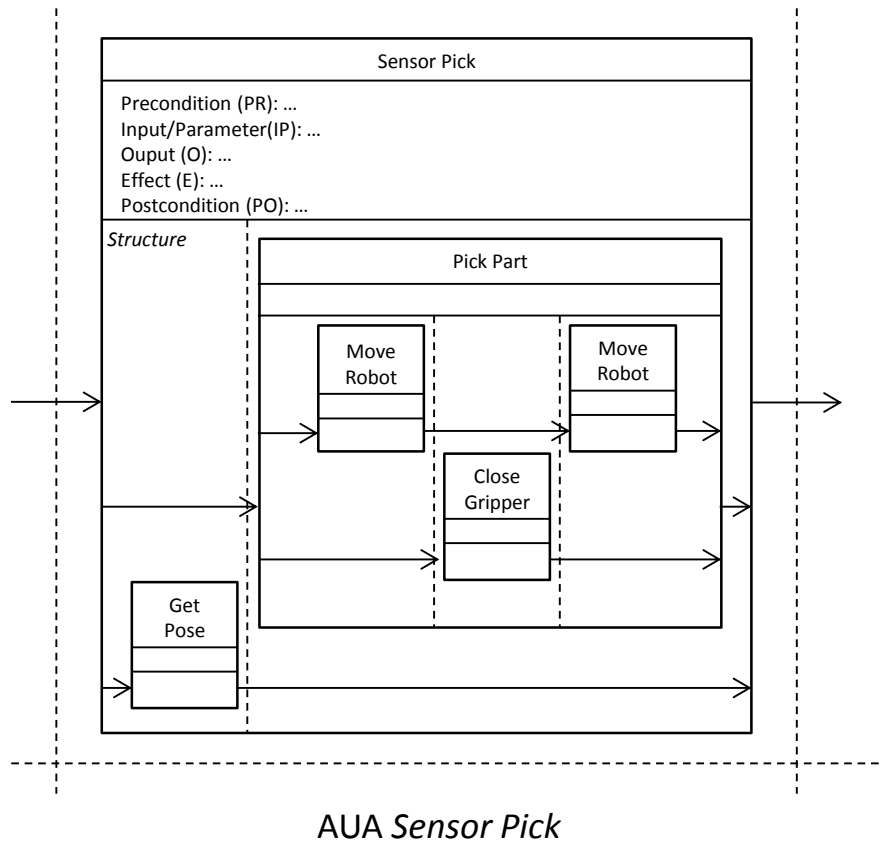 Sensor Pick
Precondition (PR): ...
Input/Parameter(IP): ...
Ouput (O): ...
Effect (E): ...
Postcondition (PO): ...
Structure
Pick Part
Move
Robot
Move
Robot
Close
Gripper
Get
Pose
AUA Sensor Pick